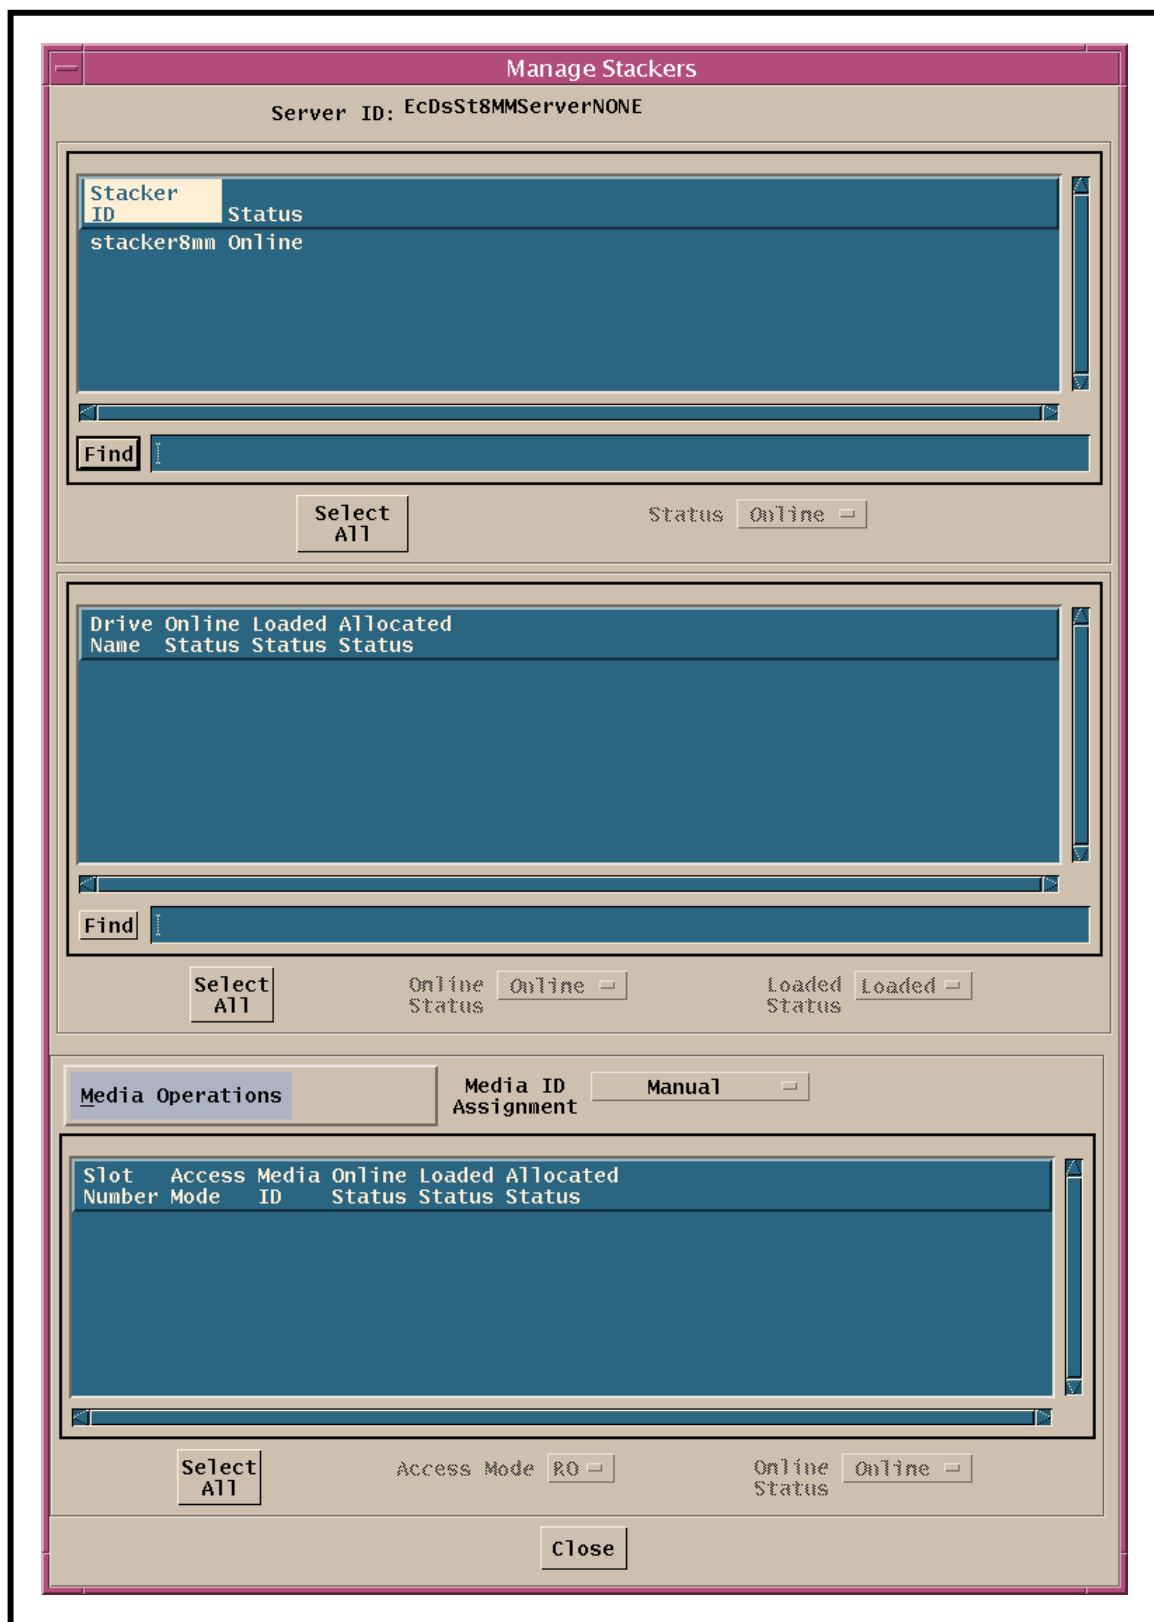 Manage Stackers
Server ID: EcDsSt8MMServerNONE
Stacker
ID Status
stacker8mm Online
Find
Select
All
Status Online
Drive Online Loaded Allocated
Name Status Status Status
Find
Select
All
Online
Status
Online
Loaded
Status
Loaded
Media Operations
Media ID
Assignment
Manual
Slot Access Media Online Loaded Allocated
Number Mode ID Status Status Status
Select
All
Access Mode RO
Online
Status
Online
Close